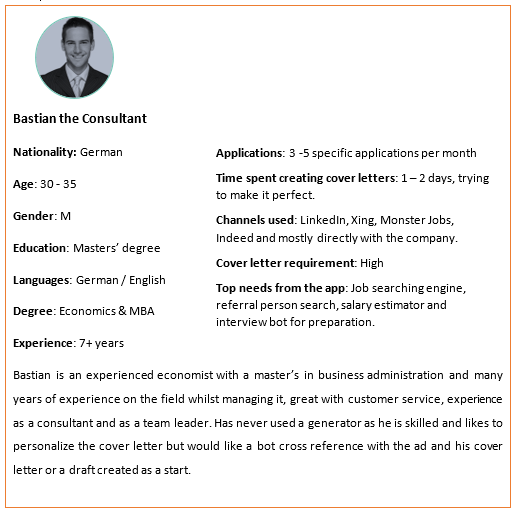 Bastian the Consultant
Nationality: German
Age: 30 - 35
Gender: M
Education: Masters’ degree
Languages: German / English
Degree: Economics & MBA
Experience: 7+ years
Applications: 3 -5 specific applications per month
Time spent creating cover letters: 1 – 2 days, trying
to make it perfect.
Channels used: LinkedIn, Xing, Monster Jobs,
Indeed and mostly directly with the company.
Cover letter requirement: High
Top needs from the app: Job searching engine,
referral person search, salary estimator and
interview bot for preparation.
Bastian is an experienced economist with a master’s in business administration and many
years of experience on the field whilst managing it, great with customer service, experience
as a consultant and as a team leader. Has never used a generator as he is skilled and likes to
personalize the cover letter but would like a bot cross reference with the ad and his cover
letter or a draft created as a start.